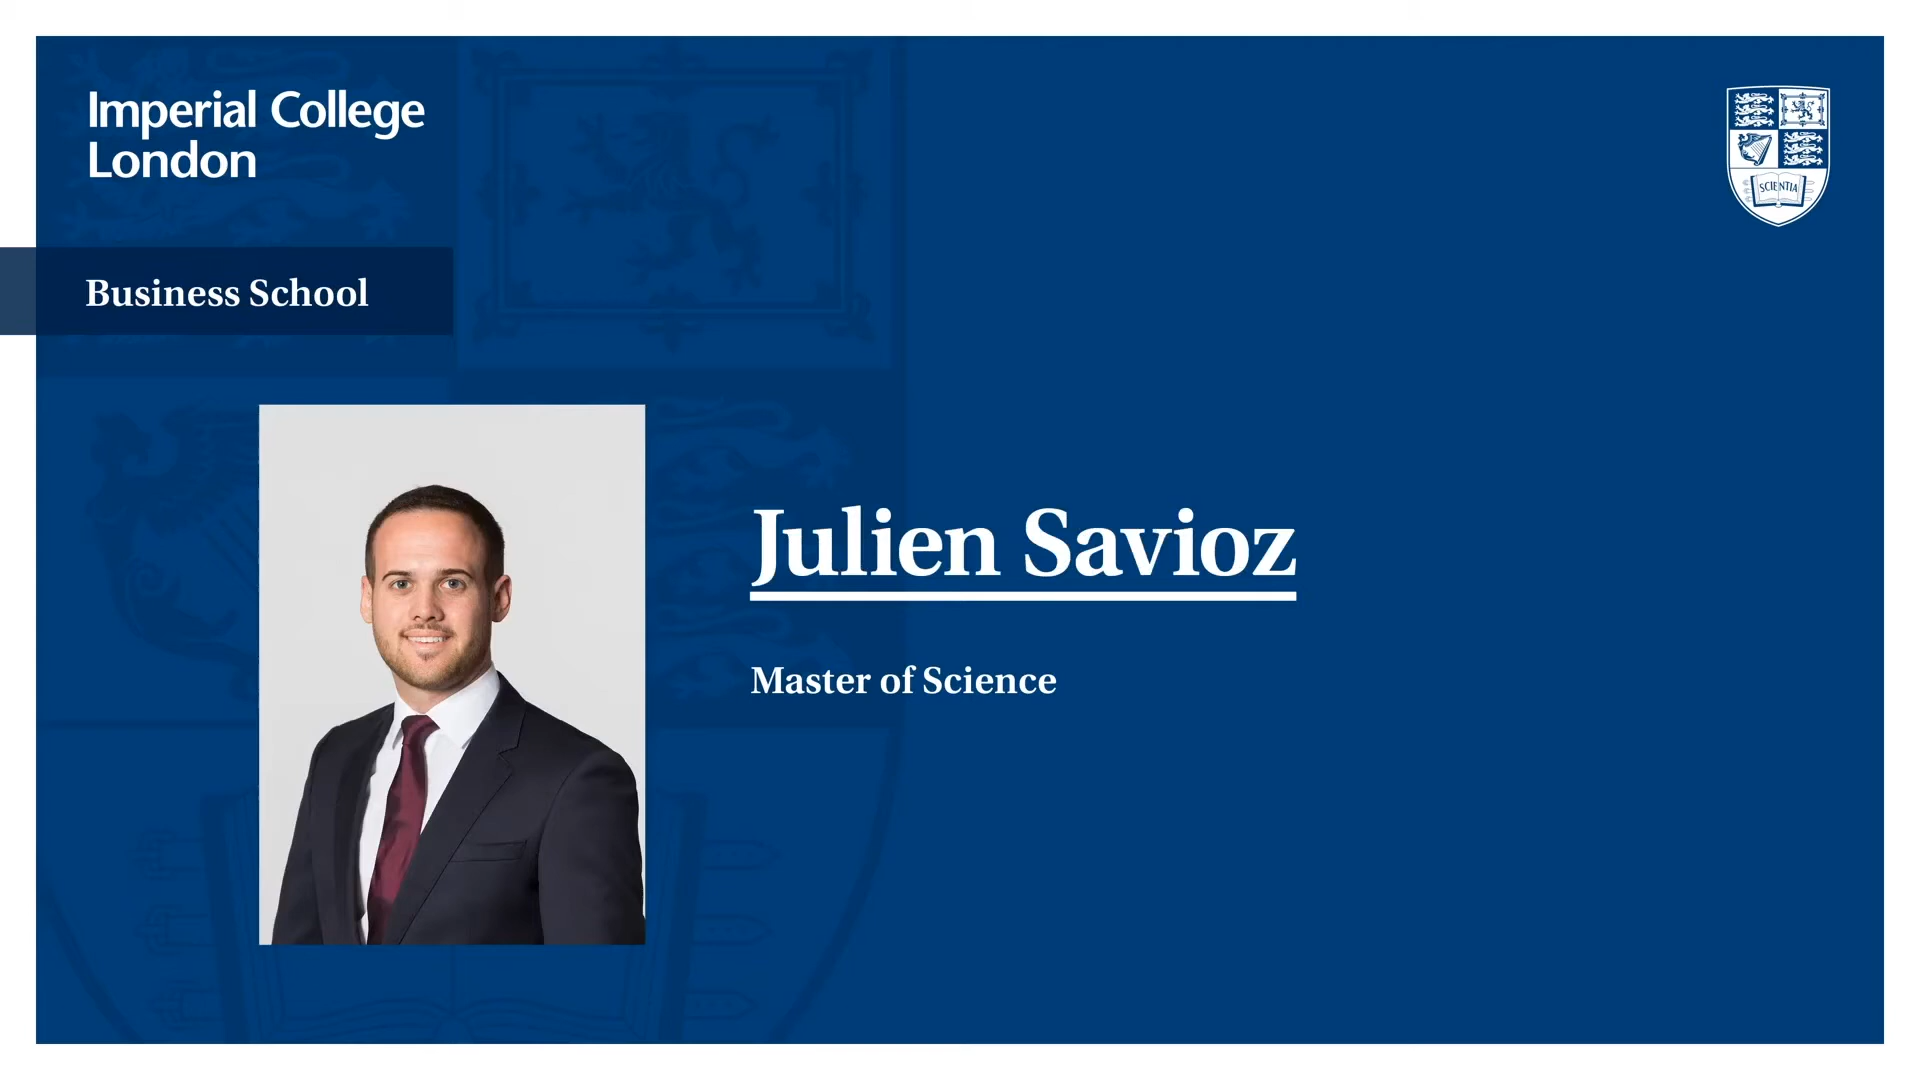 Imperial College
London
Business School
SCIENTIA
Julien Savioz
Master of Science